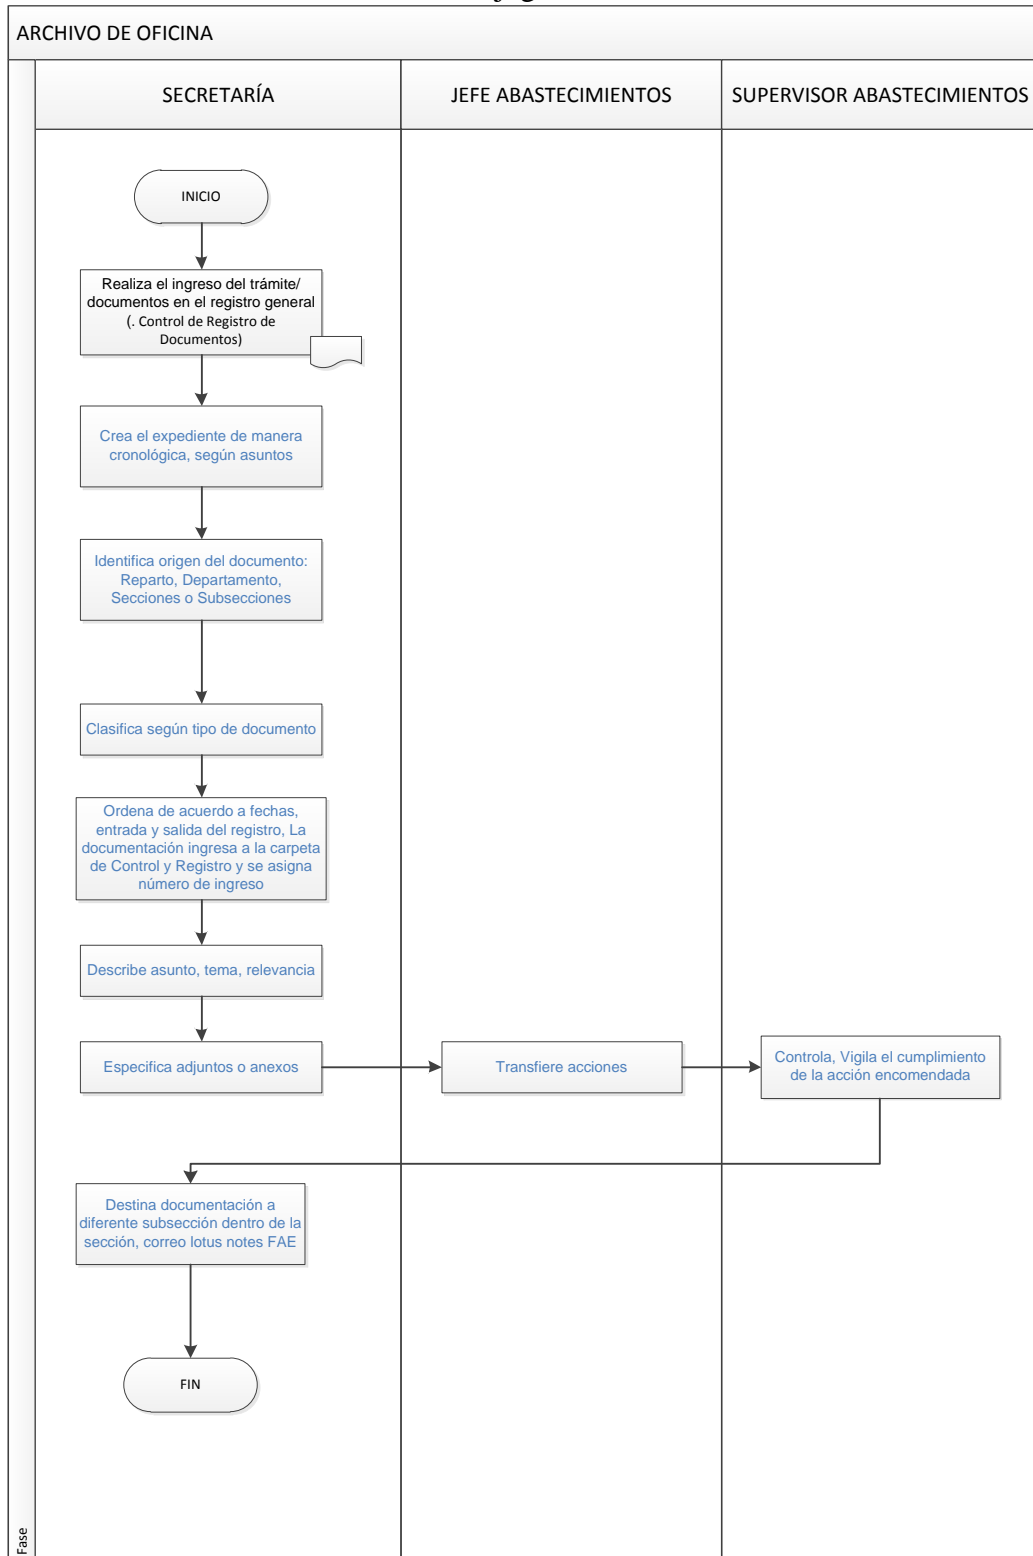 ARCHIVO DE OFICINA
SECRETARÍA
JEFE ABASTECIMIENTOS
SUPERVISOR ABASTECIMIENTOS
INICIO
Realiza el ingreso del trámite/
documentos en el registro general
(. Control de Registro de
Documentos)
Crea el expediente de manera
cronológica, según asuntos
Identifica origen del documento:
Reparto, Departamento,
Secciones o Subsecciones
Clasifica según tipo de documento
Ordena de acuerdo a fechas,
entrada y salida del registro, La
documentación ingresa a la carpeta
de Control y Registro y se asigna
número de ingreso
Describe asunto, tema, relevancia
Especifica adjuntos o anexos
Transfiere acciones
Controla, Vigila el cumplimiento
de la acción encomendada
Destina documentación a
diferente subsección dentro de la
sección, correo lotus notes FAE
FIN
Fase